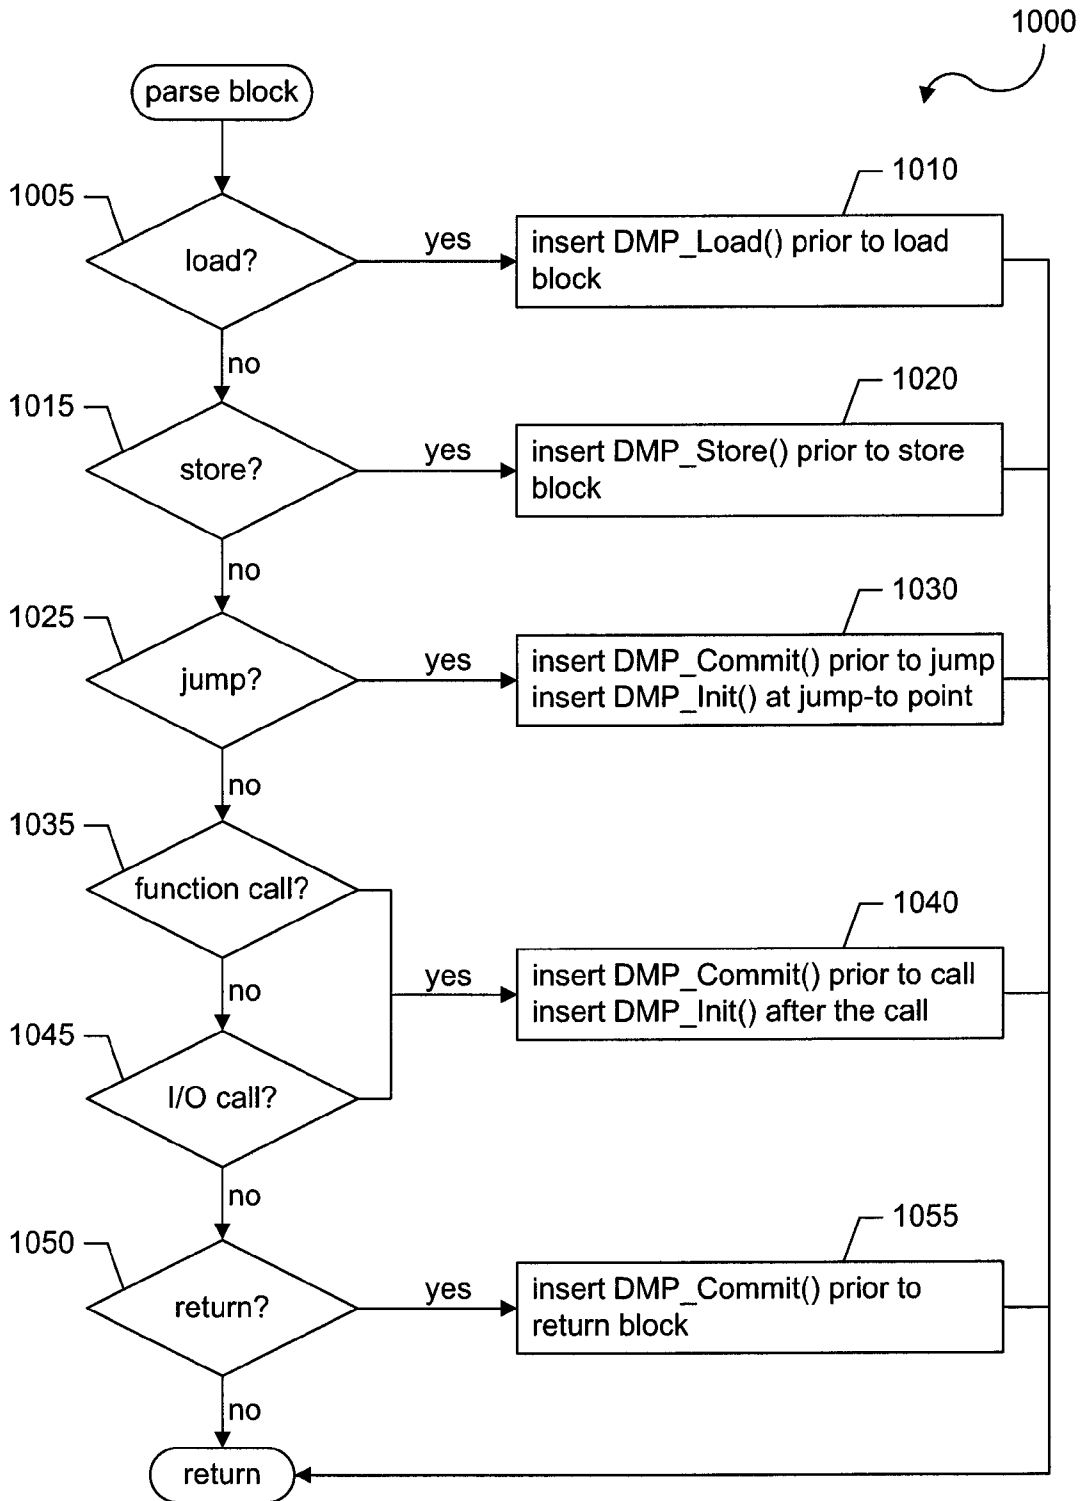 1000
parse block
1005
load?
yes
1010
insert DMP_Load() prior to load
block
no
1015
store?
yes
1020
insert DMP_Store() prior to store
block
no
1025
jump?
yes
1030
insert DMP_Commit() prior to jump
insert DMP_Init() at jump-to point
no
1035
function call?
yes
1040
insert DMP_Commit() prior to call
insert DMP_Init() after the call
no
1045
I/O call?
no
1050
return?
yes
1055
insert DMP_Commit() prior to
return block
no
return